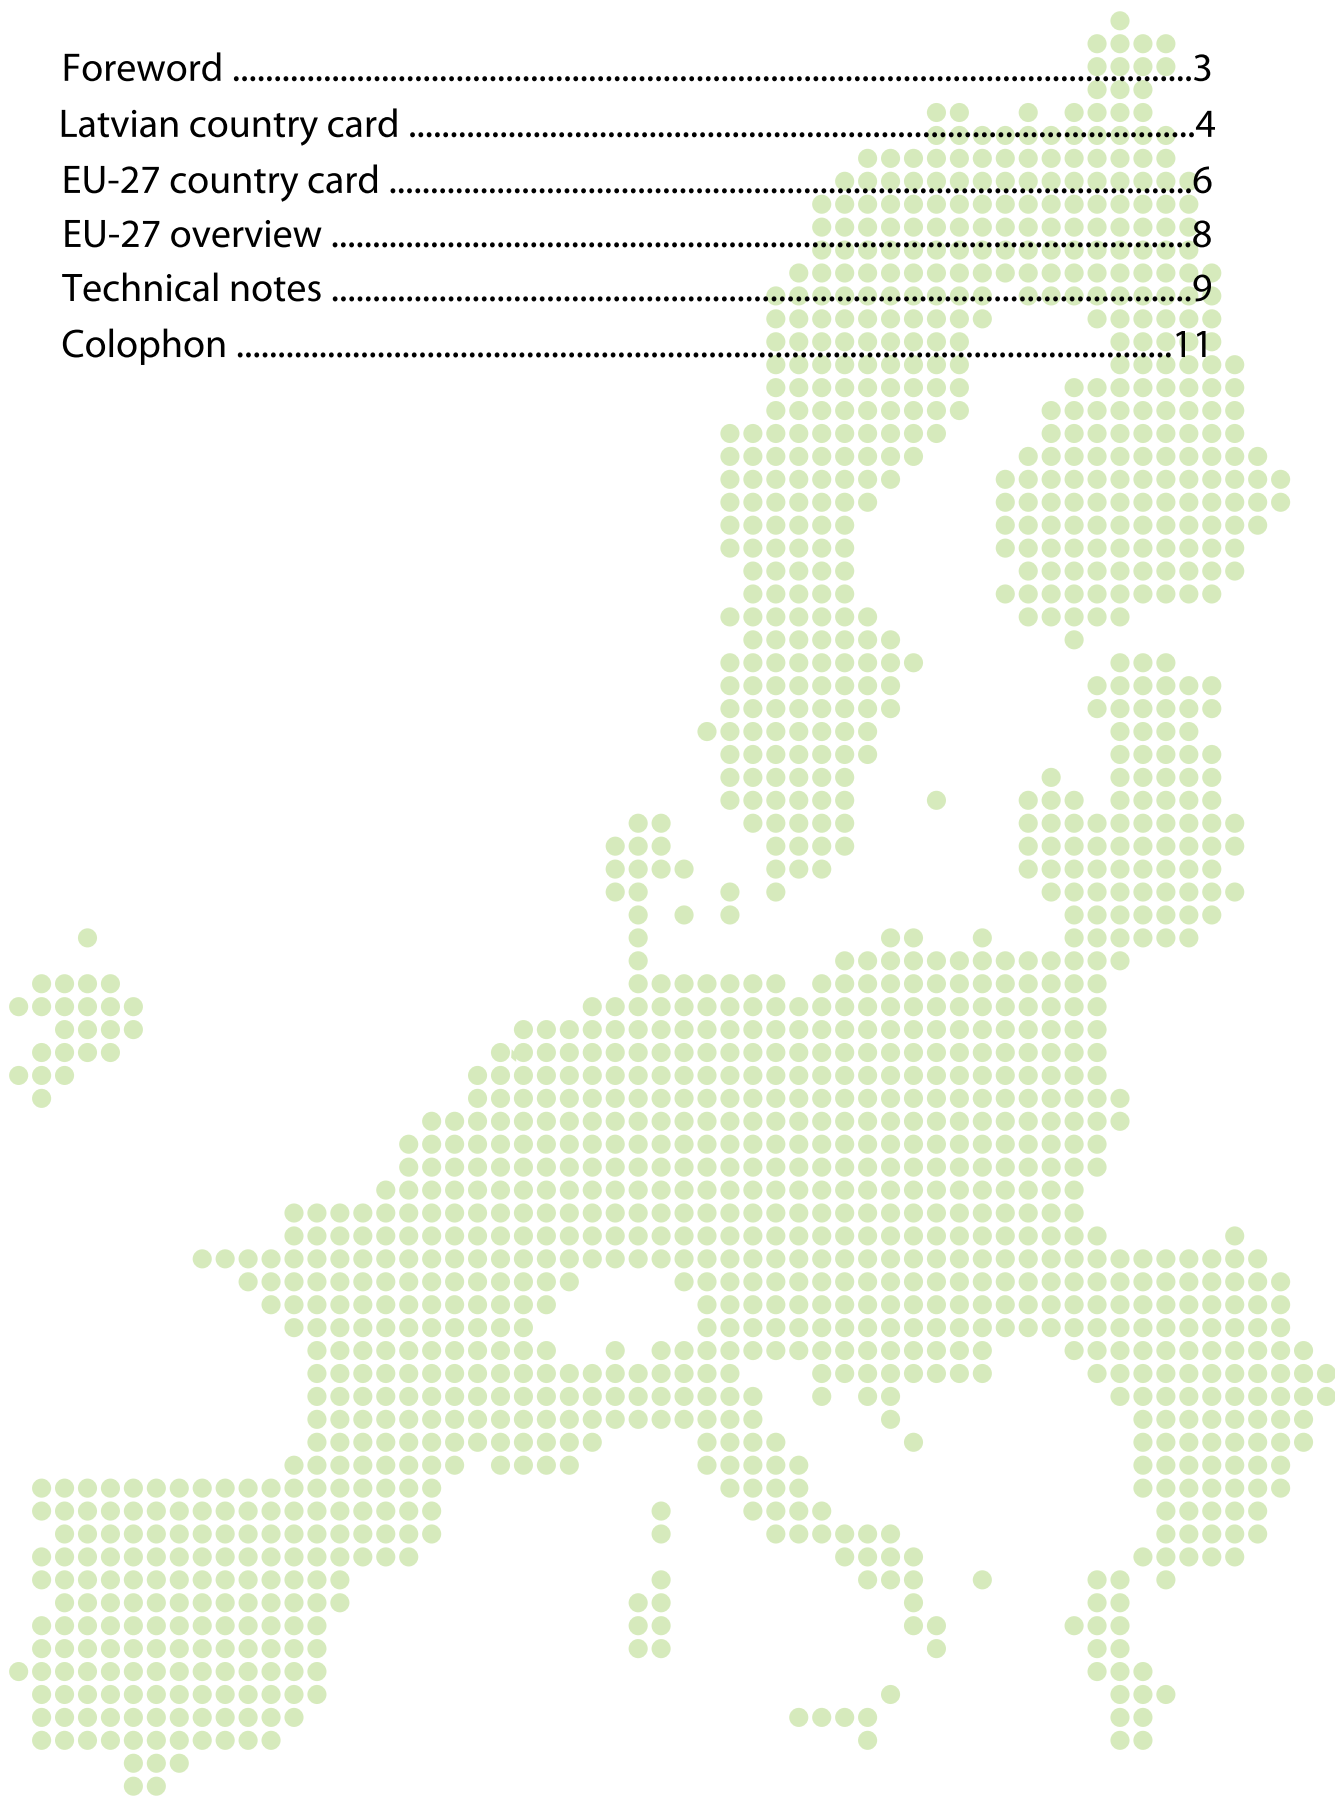 Foreword ........................................................................................................................3
Latvian country card ..................................................................................................4
EU-27 country card ....................................................................................................6
EU-27 overview ...........................................................................................................8
Technical notes ...........................................................................................................9
Colophon .....................................................................................................................11